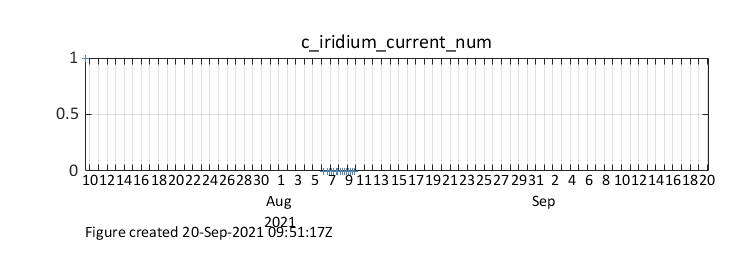 c_iridium_current_num
1
0.5
0
10 12 14 16 18 20 22 24 26 28 30 1 3 5 7 9 11 13 15 17 19 21 23 25 27 29 31 2 4 6 8 10 12 14 16 18 20
Aug Sep
2021
Figure created 20-Sep-2021 09:51:17Z